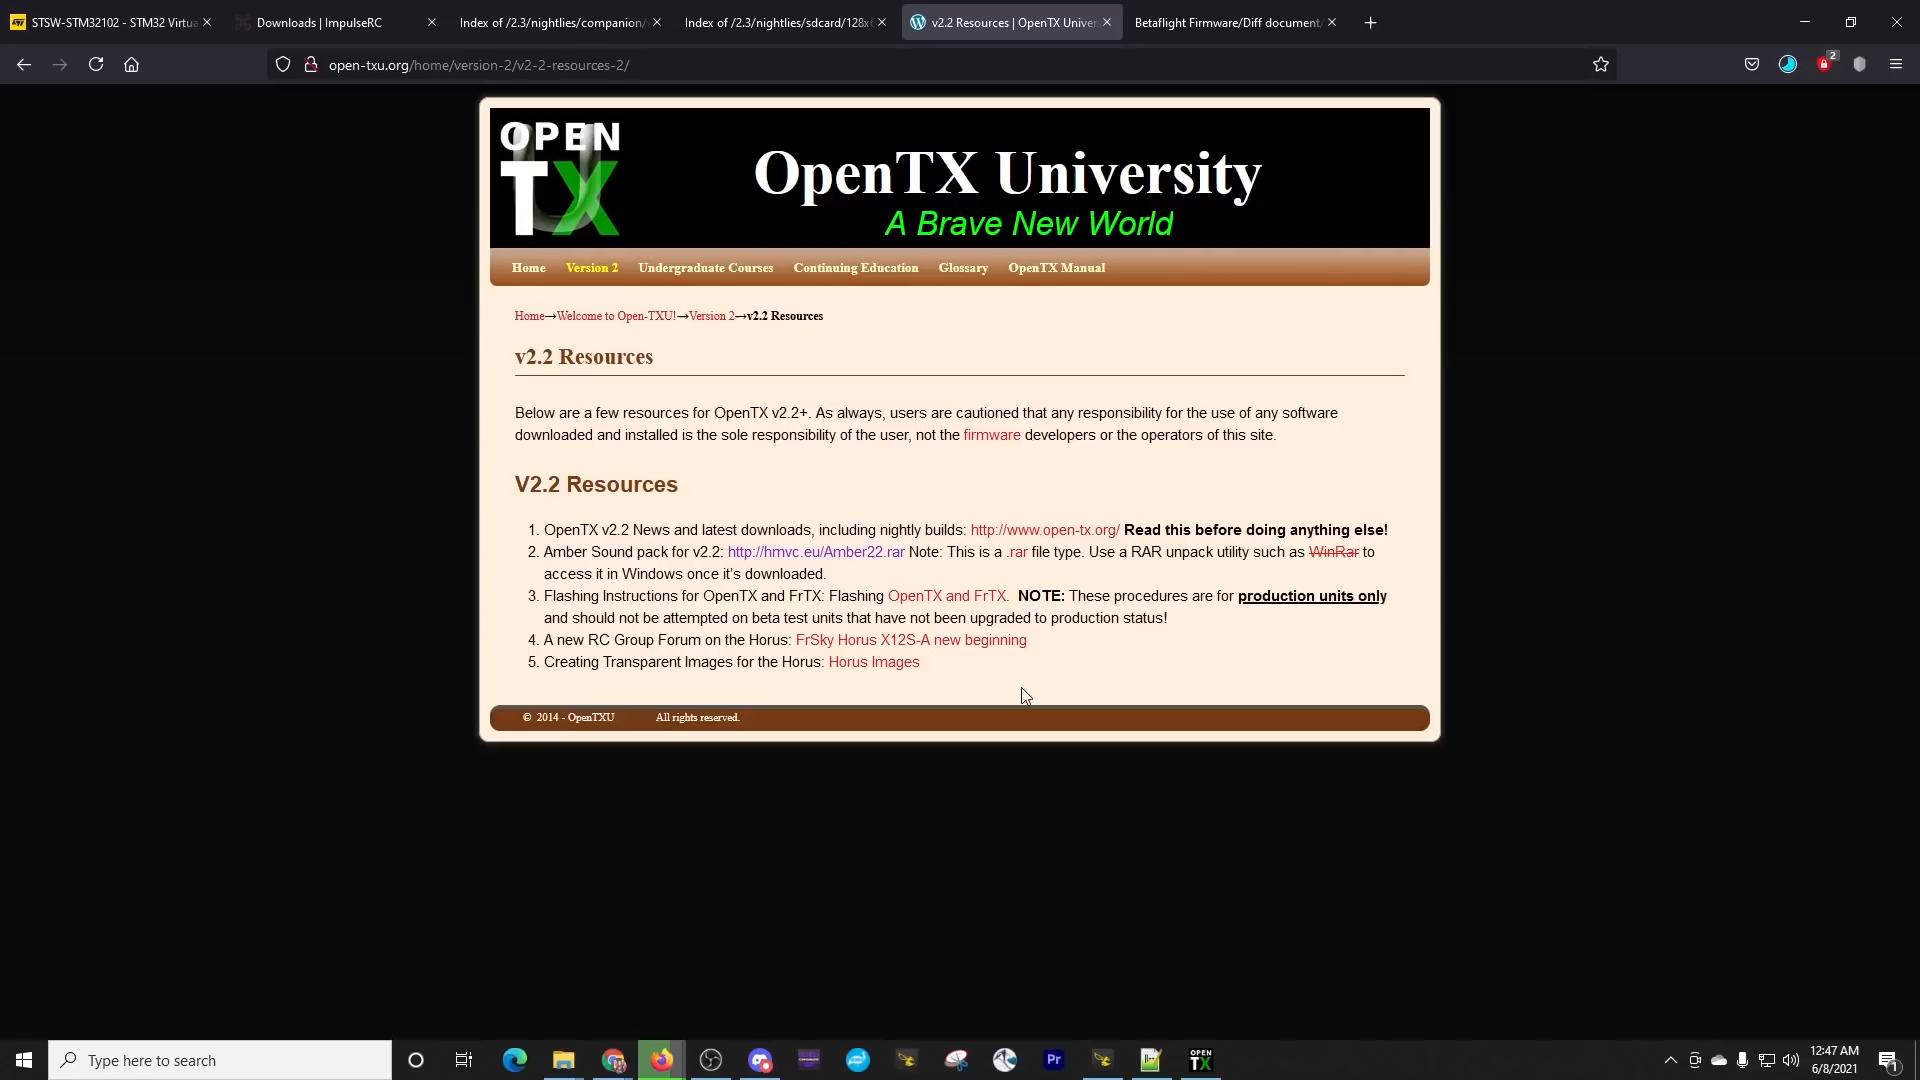 STSW-STM32102 - STM32 Virtua
Downloads | ImpulseRC
Index of /2.3/nightlies/companion/
Index of /2.3/nightlies/sdcard/128x6
v2.2 Resources | OpenTX Univer
Betaflight Firmware/Diff document/
open-txu.org/home/version-2/v2-2-resources-2/
2
OPEN
TX
OpenTX University
A Brave New World
Home Version 2 Undergraduate Courses Continuing Education Glossary OpenTX Manual
Home→Welcome to Open-TXU!→Version 2→v2.2 Resources
v2.2 Resources
Below are a few resources for OpenTX v2.2+. As always, users are cautioned that any responsibility for the use of any software
downloaded and installed is the sole responsibility of the user, not the firmware developers or the operators of this site.
V2.2 Resources
1. OpenTX v2.2 News and latest downloads, including nightly builds: http://www.open-tx.org/ Read this before doing anything else!
2. Amber Sound pack for v2.2: http://hmvc.eu/Amber22.rar Note: This is a .rar file type. Use a RAR unpack utility such as WinRar to
access it in Windows once it’s downloaded.
3. Flashing Instructions for OpenTX and FrTX: Flashing OpenTX and FrTX. NOTE: These procedures are for production units only
and should not be attempted on beta test units that have not been upgraded to production status!
4. A new RC Group Forum on the Horus: FrSky Horus X12S-A new beginning
5. Creating Transparent Images for the Horus: Horus Images
© 2014 - OpenTXU All rights reserved.
Type here to search
Pr
OPEN
TX
12:47 AM
6/8/2021
1